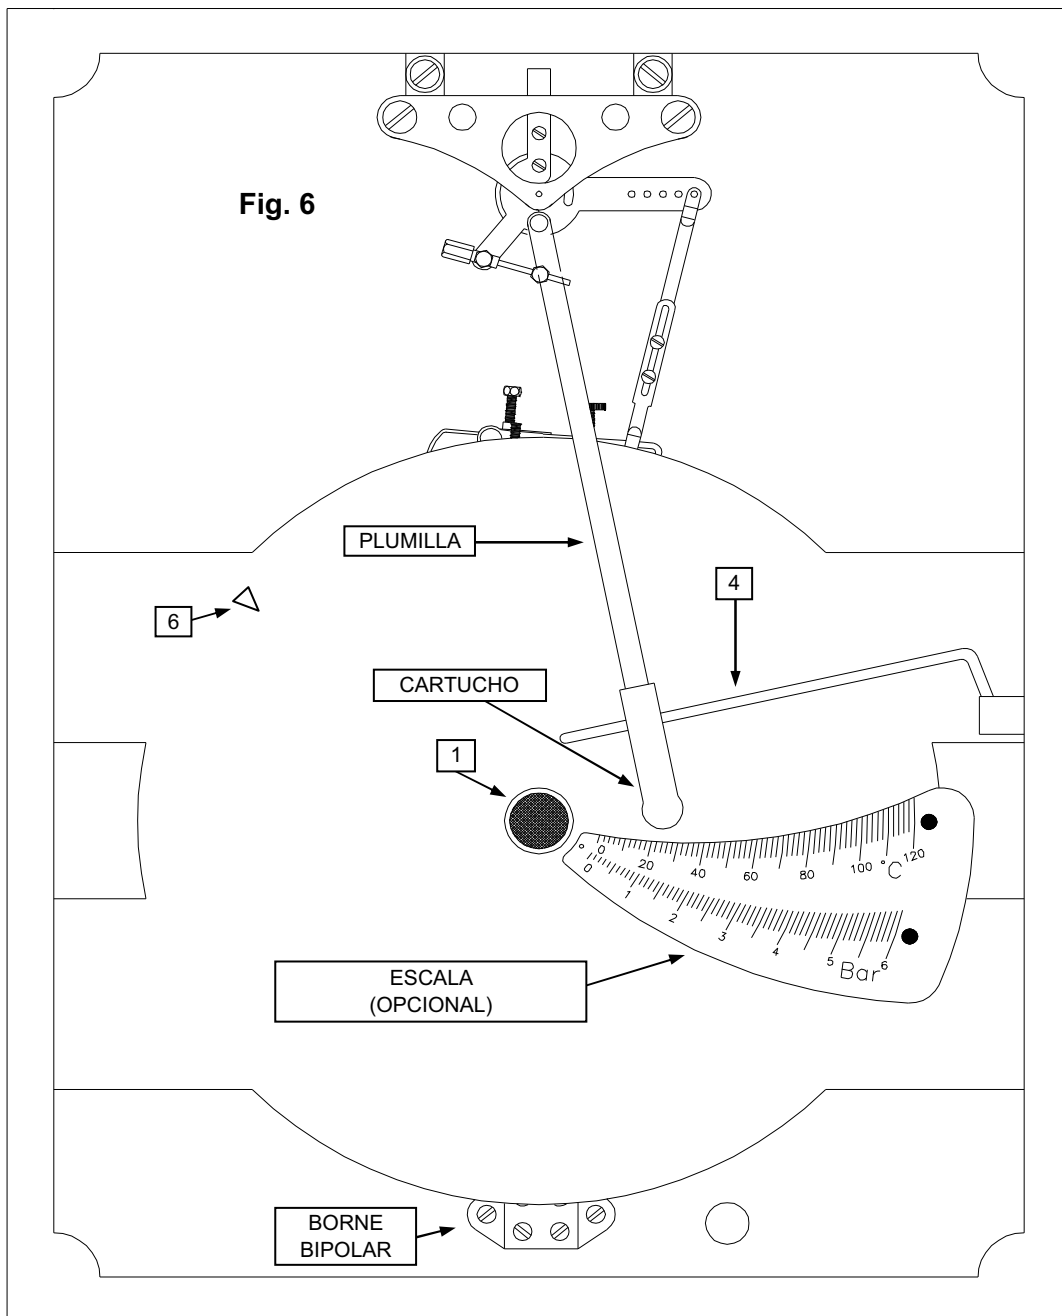 Fig. 6
PLUMILLA
4
6
CARTUCHO
1
0 20 40 60 80 100 °C 120
0 1 2 3 4 5 Bar 6
ESCALA
(OPCIONAL)
BORNE
BIPOLAR